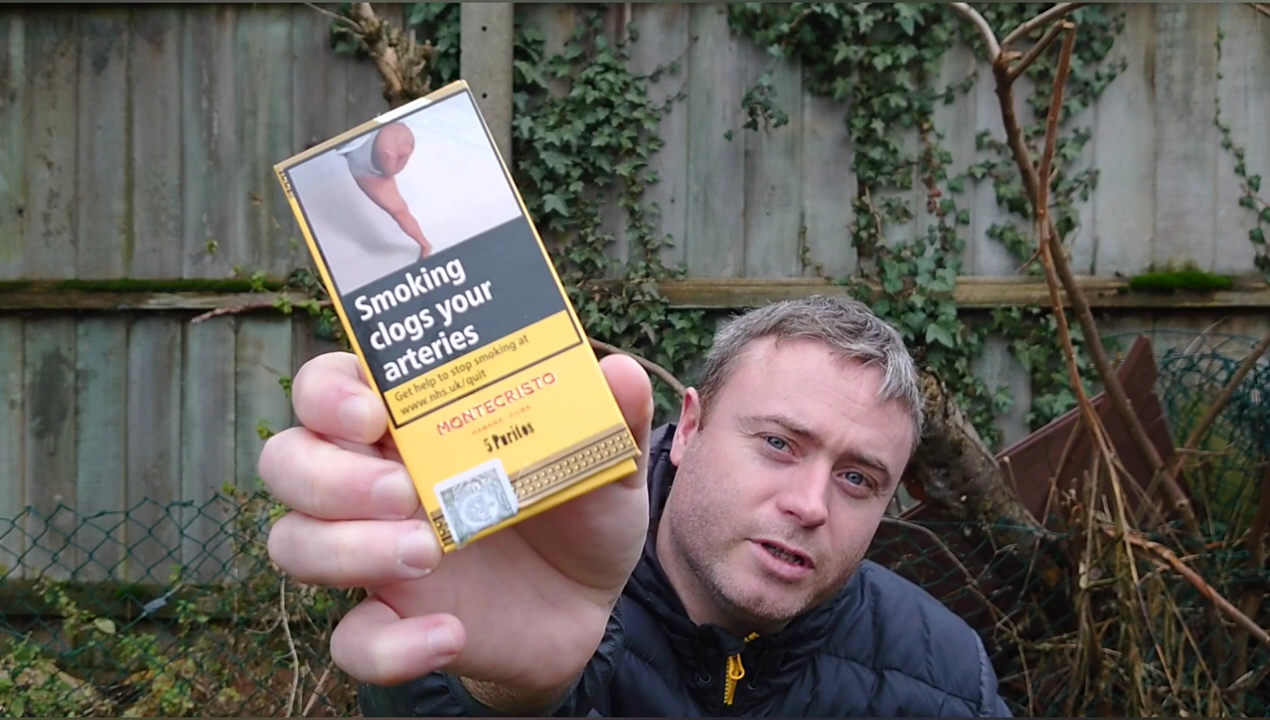 Smoking
clogs your
arteries
Get help to stop smoking at
www.nhs.uk/quit
MONTECRISTO
HABANA CUBA
5 Puritos